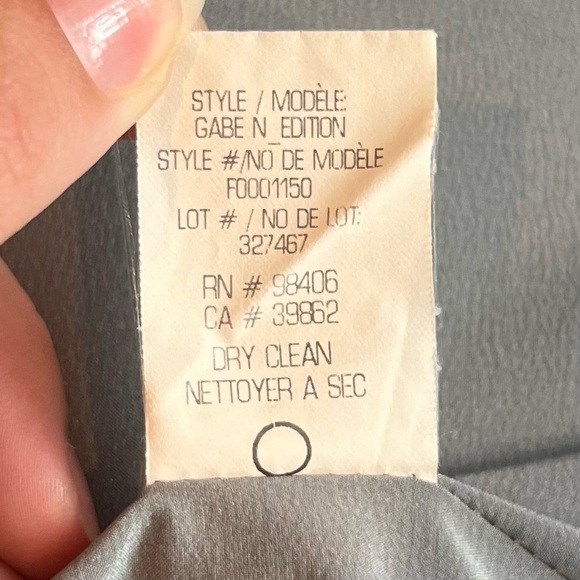 STYLE / MODÈLE:
GABE N_EDITION
STYLE #/NO DE MODÈLE
F0001150
LOT # / NO DE LOT:
327467
RN # 98406
CA # 39862
DRY CLEAN
NETTOYER A SEC